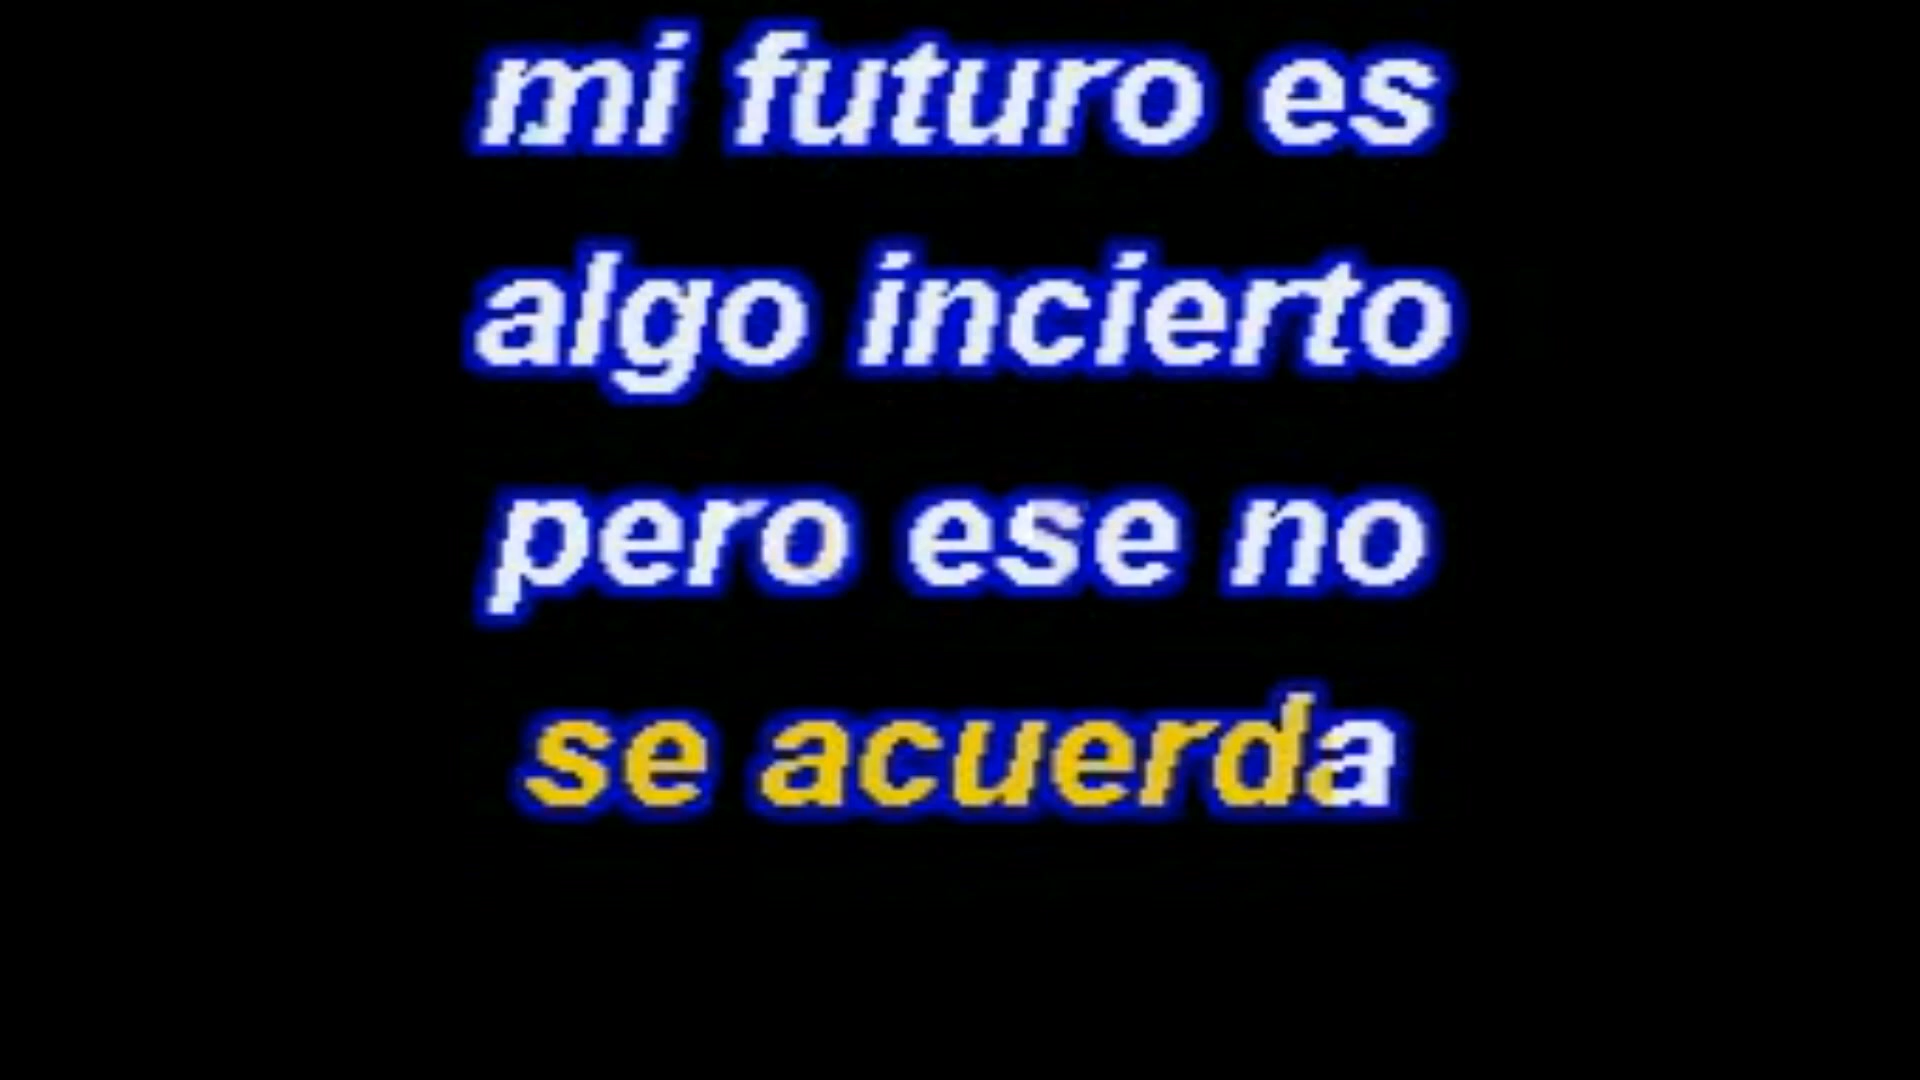 mi futuro es
algo incierto
pero ese no
se acuerda